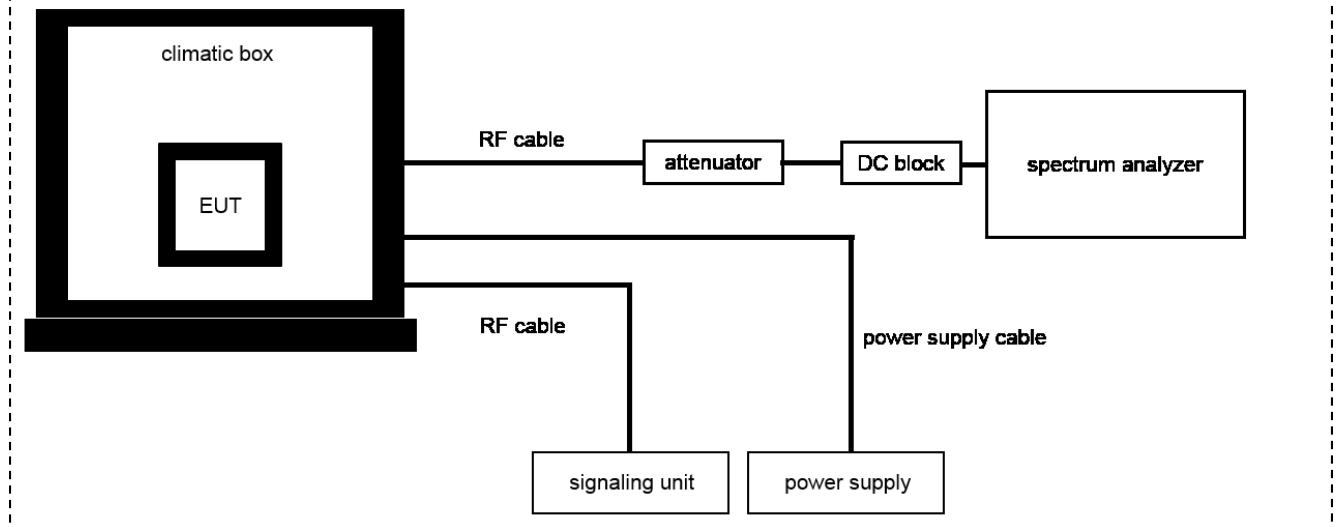 climatic box
RF cable
attenuator
DC block
spectrum analyzer
EUT
RF cable
power supply cable
signaling unit
power supply